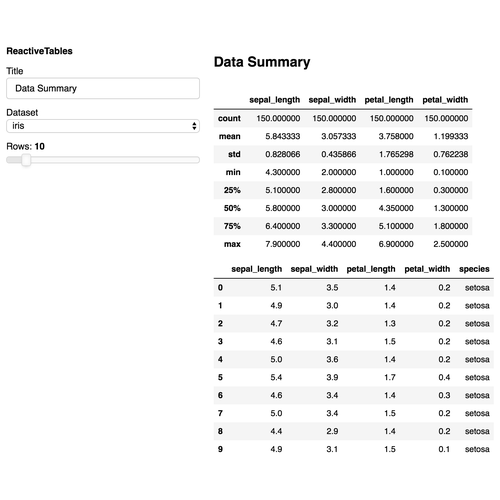 ReactiveTables
Title
Data Summary
Dataset
iris
Rows: 10
Data Summary
sepal_length sepal_width petal_length petal_width
count 150.000000 150.000000 150.000000 150.000000
mean 5.843333 3.057333 3.758000 1.199333
std 0.828066 0.435866 1.765298 0.762238
min 4.300000 2.000000 1.000000 0.100000
25% 5.100000 2.800000 1.600000 0.300000
50% 5.800000 3.000000 4.350000 1.300000
75% 6.400000 3.300000 5.100000 1.800000
max 7.900000 4.400000 6.900000 2.500000
sepal_length sepal_width petal_length petal_width species
0 5.1 3.5 1.4 0.2 setosa
1 4.9 3.0 1.4 0.2 setosa
2 4.7 3.2 1.3 0.2 setosa
3 4.6 3.1 1.5 0.2 setosa
4 5.0 3.6 1.4 0.2 setosa
5 5.4 3.9 1.7 0.4 setosa
6 4.6 3.4 1.4 0.3 setosa
7 5.0 3.4 1.5 0.2 setosa
8 4.4 2.9 1.4 0.2 setosa
9 4.9 3.1 1.5 0.1 setosa